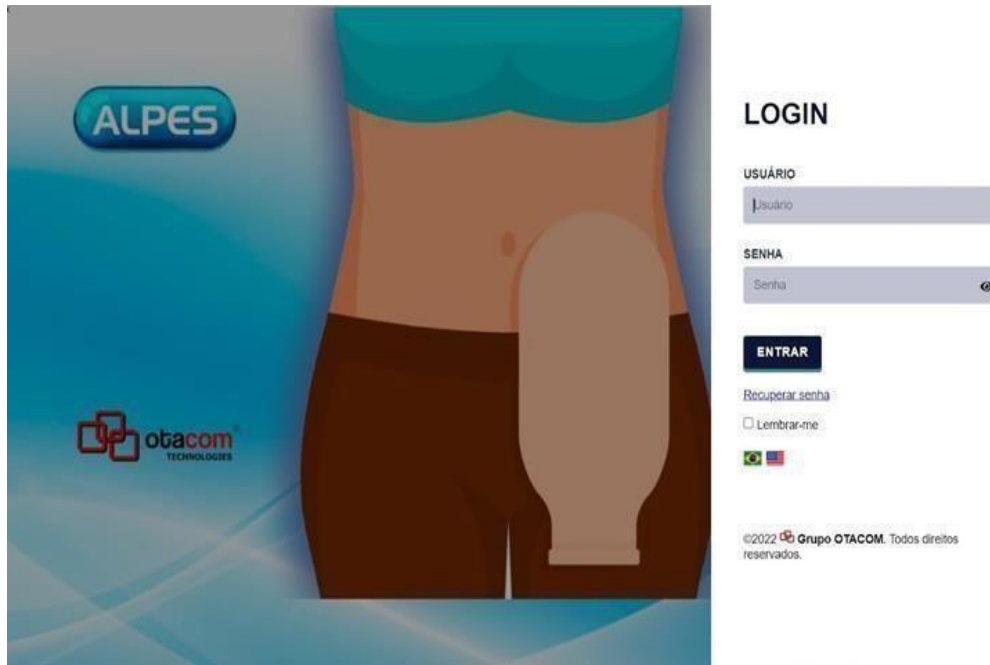 ALPES
otacom®
TECHNOLOGIES
LOGIN
USUÁRIO
Usuário
SENHA
Senha
ENTRAR
Recuperar senha
Lembrar-me
©2022 Grupo OTACOM. Todos direitos
reservados.